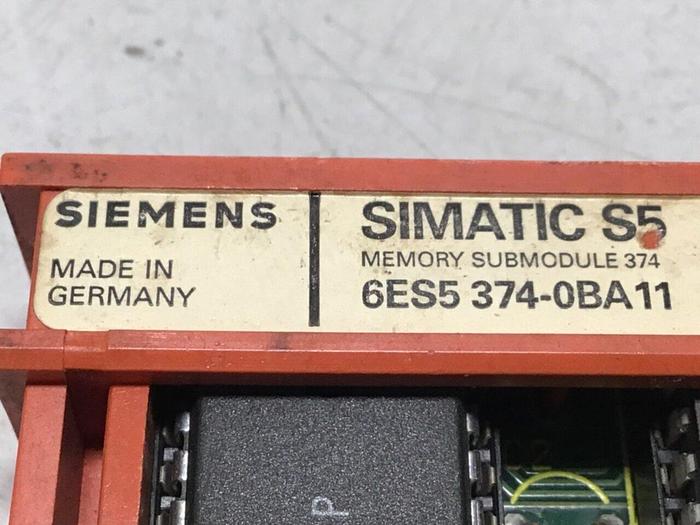 SIEMENS
MADE IN
GERMANY
SIMATIC S5
MEMORY SUBMODULE 374
6ES5 374-0BA11
P